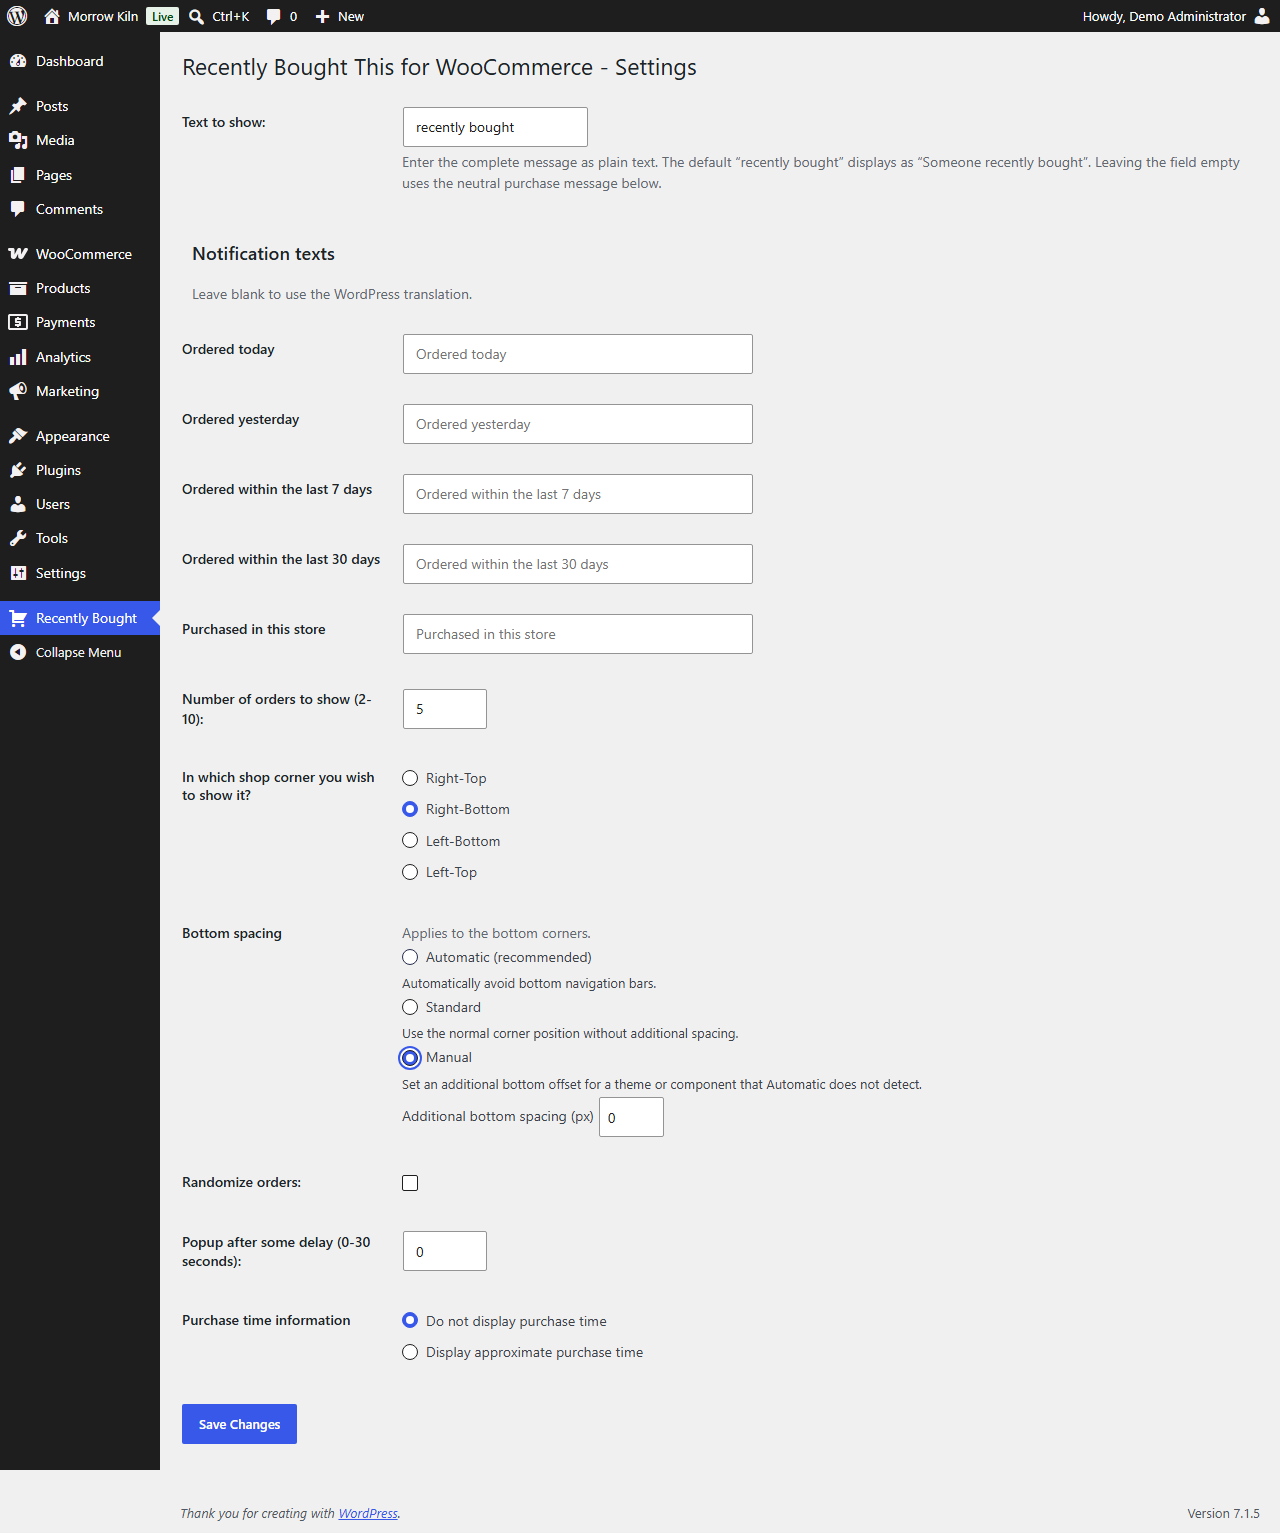 Morrow Kiln Live Ctrl+K 0 New Howdy, Demo Administrator
Dashboard
Posts
Media
Pages
Comments
WooCommerce
Products
Payments
Analytics
Marketing
Appearance
Plugins
Users
Tools
Settings
Recently Bought
Collapse Menu
Recently Bought This for WooCommerce - Settings
Text to show:
recently bought
Enter the complete message as plain text. The default “recently bought” displays as “Someone recently bought”. Leaving the field empty
uses the neutral purchase message below.
Notification texts
Leave blank to use the WordPress translation.
Ordered today
Ordered today
Ordered yesterday
Ordered yesterday
Ordered within the last 7 days
Ordered within the last 7 days
Ordered within the last 30 days
Ordered within the last 30 days
Purchased in this store
Purchased in this store
Number of orders to show (2-
10):
5
In which shop corner you wish
to show it?
Right-Top
Right-Bottom
Left-Bottom
Left-Top
Bottom spacing
Applies to the bottom corners.
Automatic (recommended)
Automatically avoid bottom navigation bars.
Standard
Use the normal corner position without additional spacing.
Manual
Set an additional bottom offset for a theme or component that Automatic does not detect.
Additional bottom spacing (px) 0
Randomize orders:
Popup after some delay (0-30
seconds):
0
Purchase time information
Do not display purchase time
Display approximate purchase time
Save Changes
Thank you for creating with WordPress.
Version 7.1.5